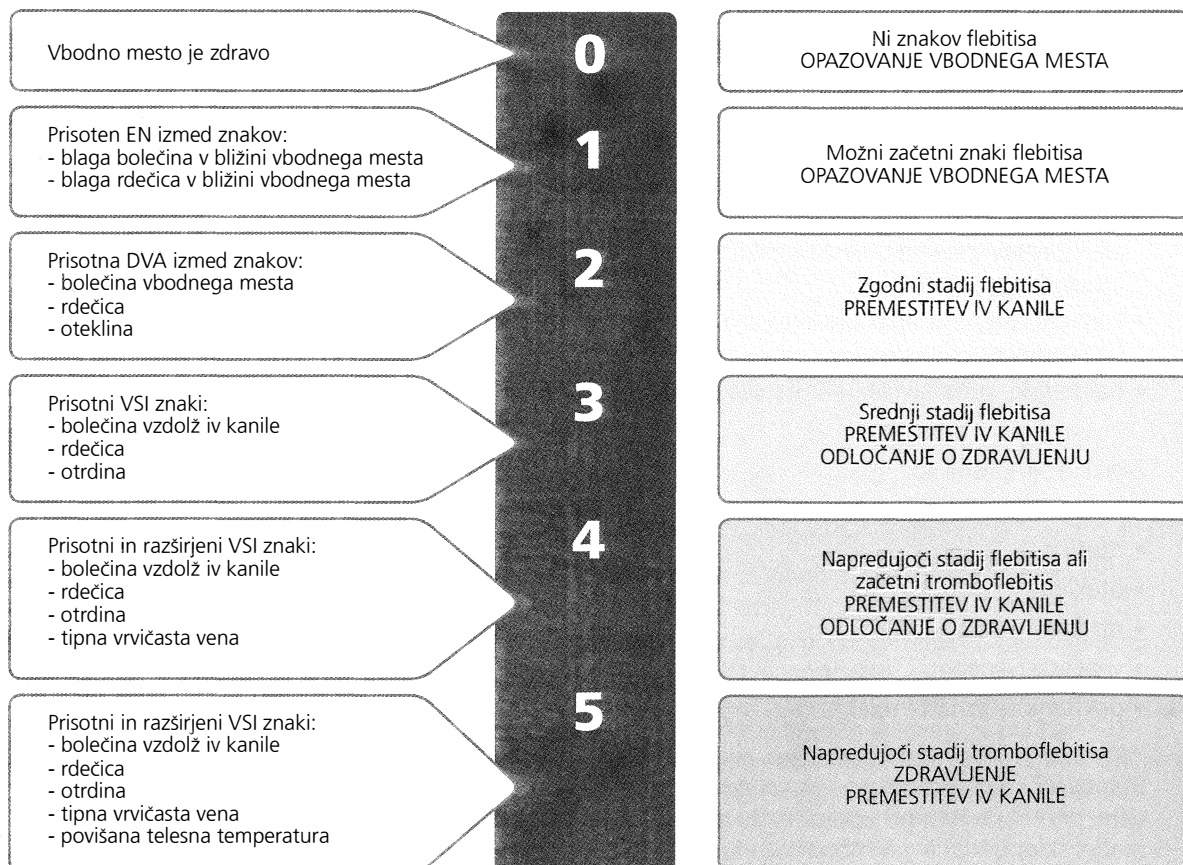 Vbodno mesto je zdravo
0
Ni znakov flebitisa
OPAZOVANJE VBODNEGA MESTA
Prisoten EN izmed znakov:
- blaga bolečina v bližini vbodnega mesta
- blaga rdečica v bližini vbodnega mesta
1
Možni začetni znaki flebitisa
OPAZOVANJE VBODNEGA MESTA
Prisotna DVA izmed znakov:
- bolečina vbodnega mesta
- rdečica
- oteklina
2
Zgodni stadij flebitisa
PREMESTITEV IV KANILE
Prisotni VSI znaki:
- bolečina vzdolž iv kanile
- rdečica
- otrdina
3
Srednji stadij flebitisa
PREMESTITEV IV KANILE
ODLOČANJE O ZDRAVLJENJU
Prisotni in razširjeni VSI znaki:
- bolečina vzdolž iv kanile
- rdečica
- otrdina
- tipna vrvičasta vena
4
Napredujoči stadij flebitisa ali
začetni tromboflebitis
PREMESTITEV IV KANILE
ODLOČANJE O ZDRAVLJENJU
Prisotni in razširjeni VSI znaki:
- bolečina vzdolž iv kanile
- rdečica
- otrdina
- tipna vrvičasta vena
- povišana telesna temperatura
5
Napredujoči stadij tromboflebitisa
ZDRAVLJENJE
PREMESTITEV IV KANILE